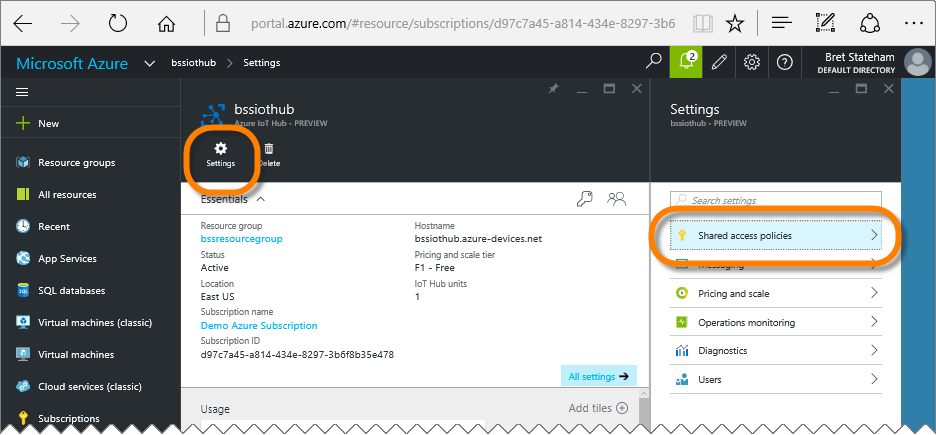 portal.azure.com/#resource/subscriptions/d97c7a45-a814-434e-8297-3b6
Microsoft Azure
bssiothub
Settings
2
Bret Stateham
DEFAULT DIRECTORY
New
Resource groups
All resources
Recent
App Services
SQL databases
Virtual machines (classic)
Virtual machines
Cloud services (classic)
Subscriptions
bssiothub
Azure IoT Hub - PREVIEW
Settings
Delete
Essentials
Resource group
bssresourcegroup
Status
Active
Location
East US
Subscription name
Demo Azure Subscription
Subscription ID
d97c7a45-a814-434e-8297-3b6f8b35e478
Hostname
bssiothub.azure-devices.net
Pricing and scale tier
F1 - Free
IoT Hub units
1
All settings
Usage
Add tiles
Settings
bssiothub - PREVIEW
Search settings
Shared access policies
Messaging
Pricing and scale
Operations monitoring
Diagnostics
Users